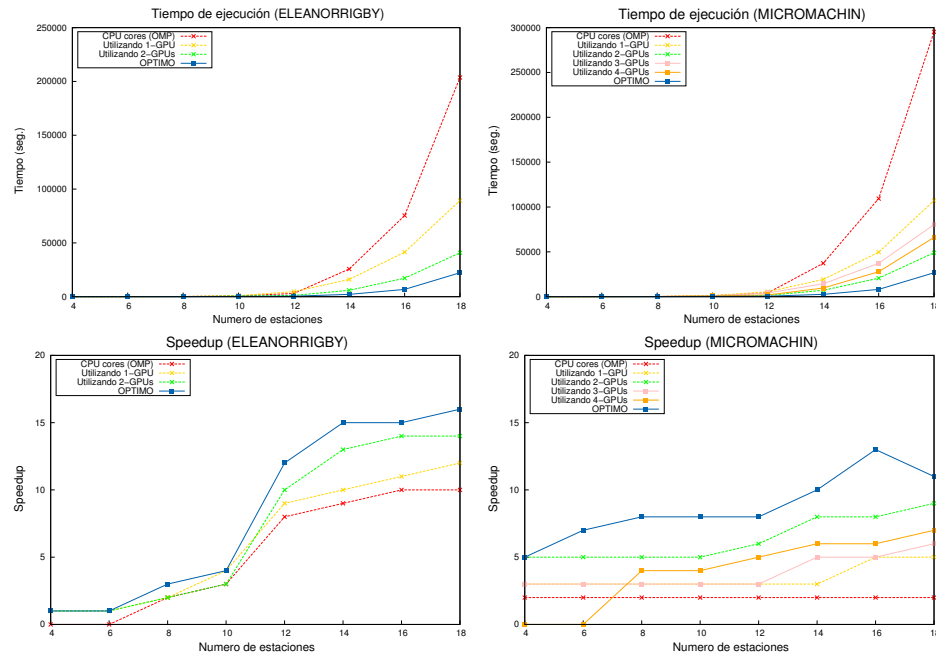 Tiempo de ejecución (ELEANORRIGBY)
250000
200000
150000
100000
50000
0
Tiempo (seg.)
CPU cores (OMP)
Utilizando 1-GPU
Utilizando 2-GPUs
OPTIMO
4 6 8 10 12 14 16 18
Numero de estaciones
Tiempo de ejecución (MICROMACHIN)
300000
250000
200000
150000
100000
50000
0
Tiempo (seg.)
CPU cores (OMP)
Utilizando 1-GPU
Utilizando 2-GPUs
Utilizando 3-GPUs
Utilizando 4-GPUs
OPTIMO
4 6 8 10 12 14 16 18
Numero de estaciones
Speedup (ELEANORRIGBY)
20
15
10
5
0
Speedup
CPU cores (OMP)
Utilizando 1-GPU
Utilizando 2-GPUs
OPTIMO
4 6 8 10 12 14 16 18
Numero de estaciones
Speedup (MICROMACHIN)
20
15
10
5
0
Speedup
CPU cores (OMP)
Utilizando 1-GPU
Utilizando 2-GPUs
Utilizando 3-GPUs
Utilizando 4-GPUs
OPTIMO
4 6 8 10 12 14 16 18
Numero de estaciones